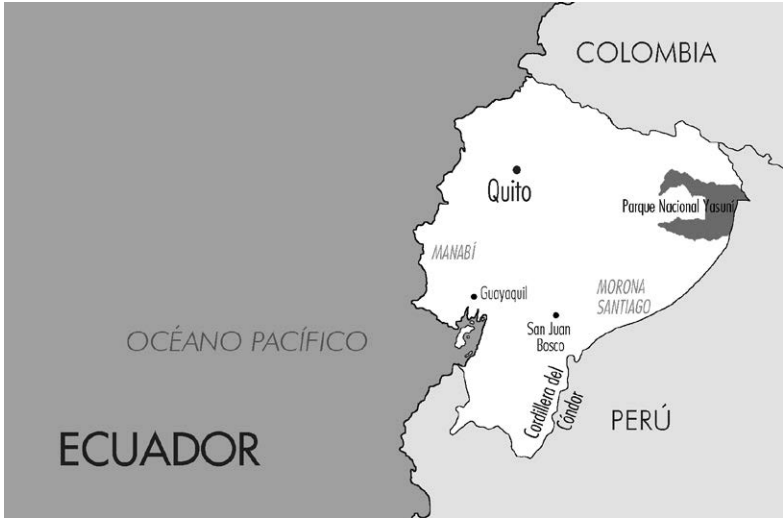 COLOMBIA
Quito
Parque Nacional Yasuní
MANABÍ
Guayaquil
MORONA
SANTIAGO
San Juan
Bosco
OCÉANO PACÍFICO
Cordillera del
Cóndor
PERÚ
ECUADOR